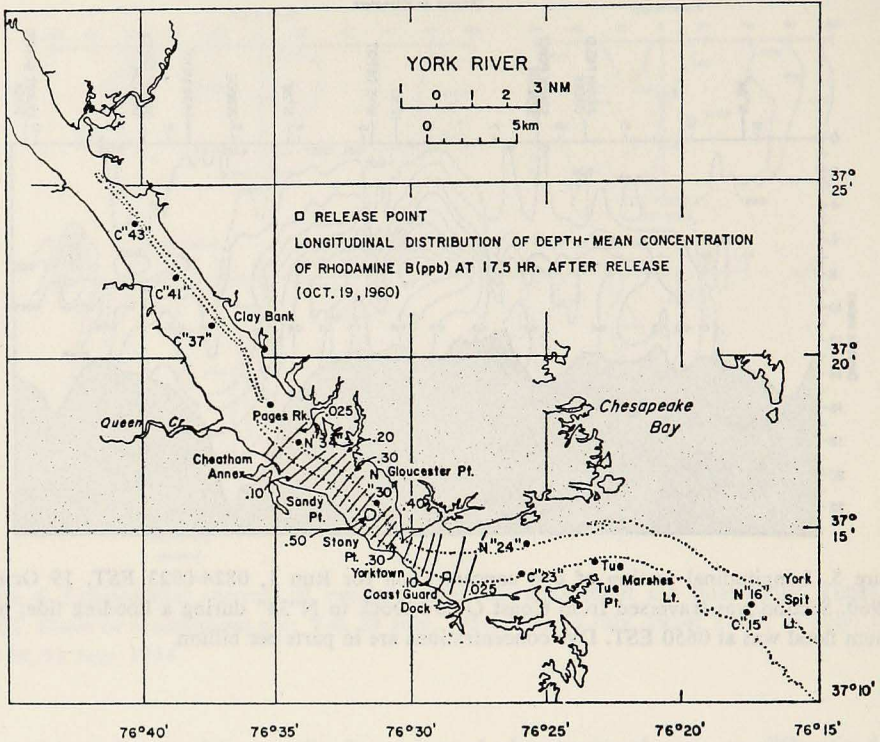 YORK RIVER
1 0 1 2 3 NM
0 5km
37° 25'
□ RELEASE POINT
LONGITUDINAL DISTRIBUTION OF DEPTH-MEAN CONCENTRATION
OF RHODAMINE B(ppb) AT 17.5 HR. AFTER RELEASE
(OCT. 19, 1960)
C"43"
C"41"
C"37"
Clay Bank
37° 20'
Pages Rk.
.025
Chesapeake Bay
Queen Cr.
N"34"
.20
.30
Cheatham Annex
N "30"
Gloucester Pt.
.10
.40
Sandy Pt.
37° 15'
.50
Stony Pt.
.30
N"24"
Yorktown
.10
C"23"
Tu
Marshes Lt.
York Spit Lt.
Coast Guard Dock
.025
Tu Pt.
N"16"
C"15"
37°10'
76°40' 76°35' 76°30' 76°25' 76°20' 76°15'